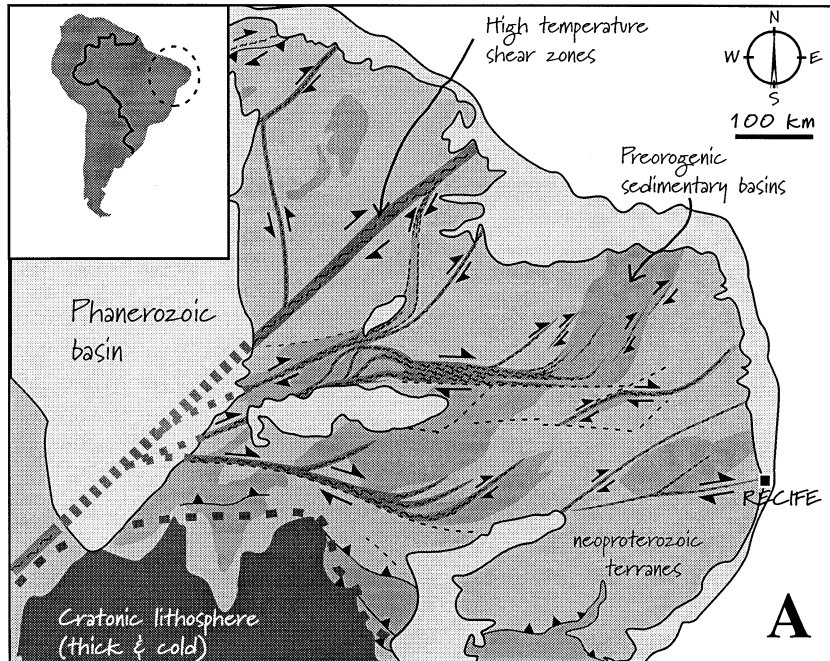 High temperature
shear zones
N
W
E
S
100 km
Preorogenic
sedimentary basins
Phanerozoic
basin
RECIFE
neoproterozoic
terranes
Cratonic lithosphere
(thick & cold)
A